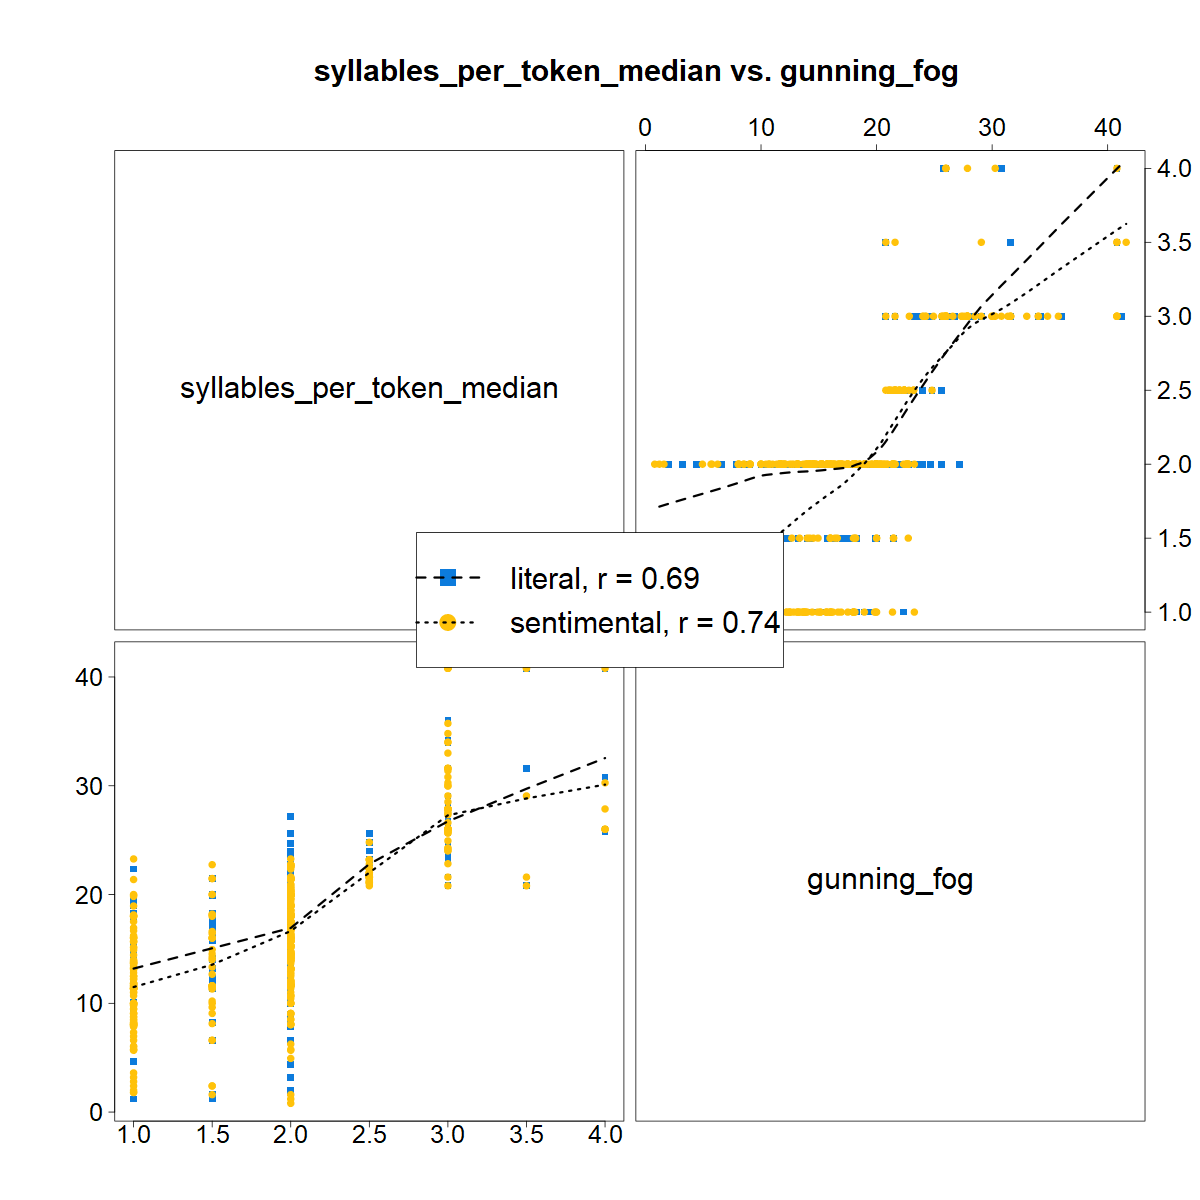 syllables_per_token_median vs. gunning_fog
0 10 20 30 40
syllables_per_token_median
4.0
3.5
3.0
2.5
2.0
1.5
1.0
literal, r = 0.69
sentimental, r = 0.74
40
30
20
10
0
gunning_fog
1.0 1.5 2.0 2.5 3.0 3.5 4.0